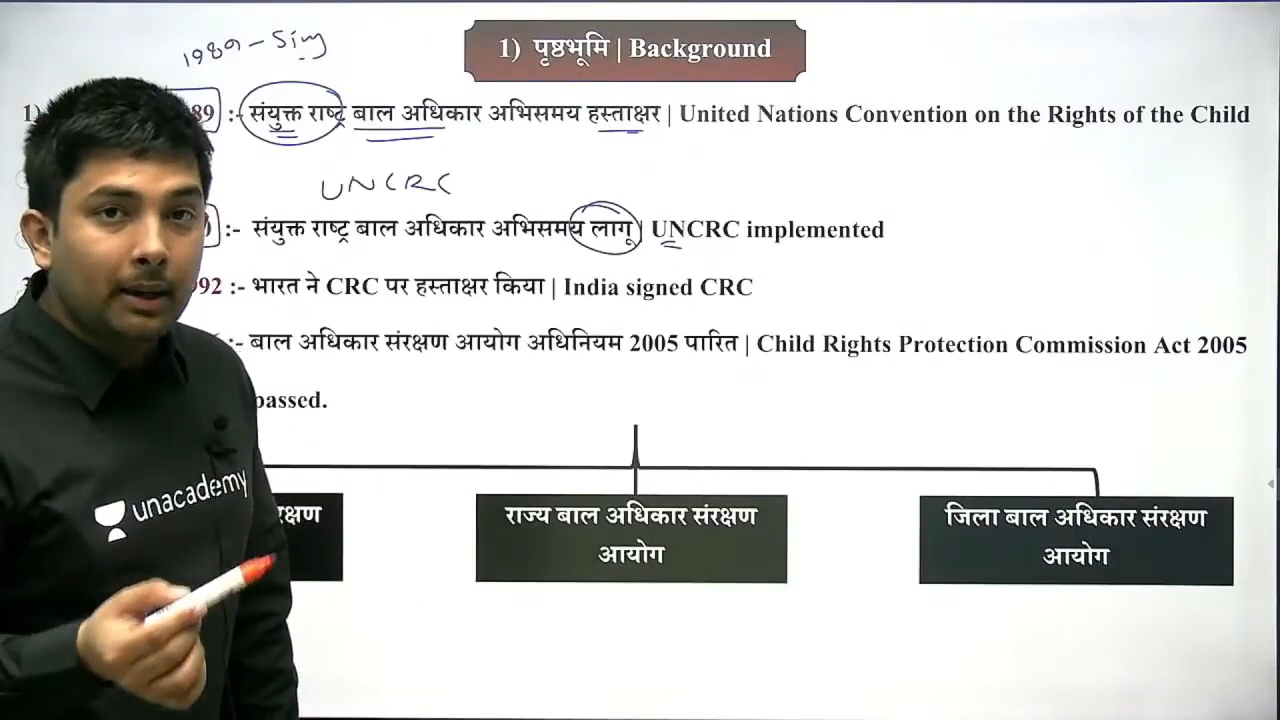 1) पृष्ठभूमि | Background
1989 - Sing
1) 89 :- संयुक्त राष्ट्र बाल अधिकार अभिसमय हस्ताक्षर | United Nations Convention on the Rights of the Child
UNCRC
:- संयुक्त राष्ट्र बाल अधिकार अभिसमय लागू | UNCRC implemented
992 :- भारत ने CRC पर हस्ताक्षर किया | India signed CRC
:- बाल अधिकार संरक्षण आयोग अधिनियम 2005 पारित | Child Rights Protection Commission Act 2005
passed.
रक्षण
राज्य बाल अधिकार संरक्षण
आयोग
जिला बाल अधिकार संरक्षण
आयोग
unacademy